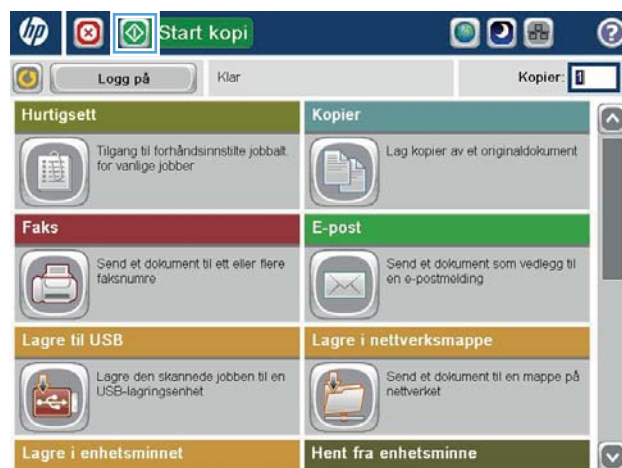 hp Start kopi ?
Logg på Klar Kopier: 1
Hurtigsett Kopier
Tilgang til forhåndsinnstilte jobbalt. Lag kopier av et originaldokument
for vanlige jobber
Faks E-post
Send et dokument til ett eller flere Send et dokument som vedlegg til
faksnumre en e-postmelding
Lagre til USB Lagre i nettverksmappe
Lagre den skannede jobben til en Send et dokument til en mappe på
USB-lagringsenhet nettverket
Lagre i enhetsminnet Hent fra enhetsminne